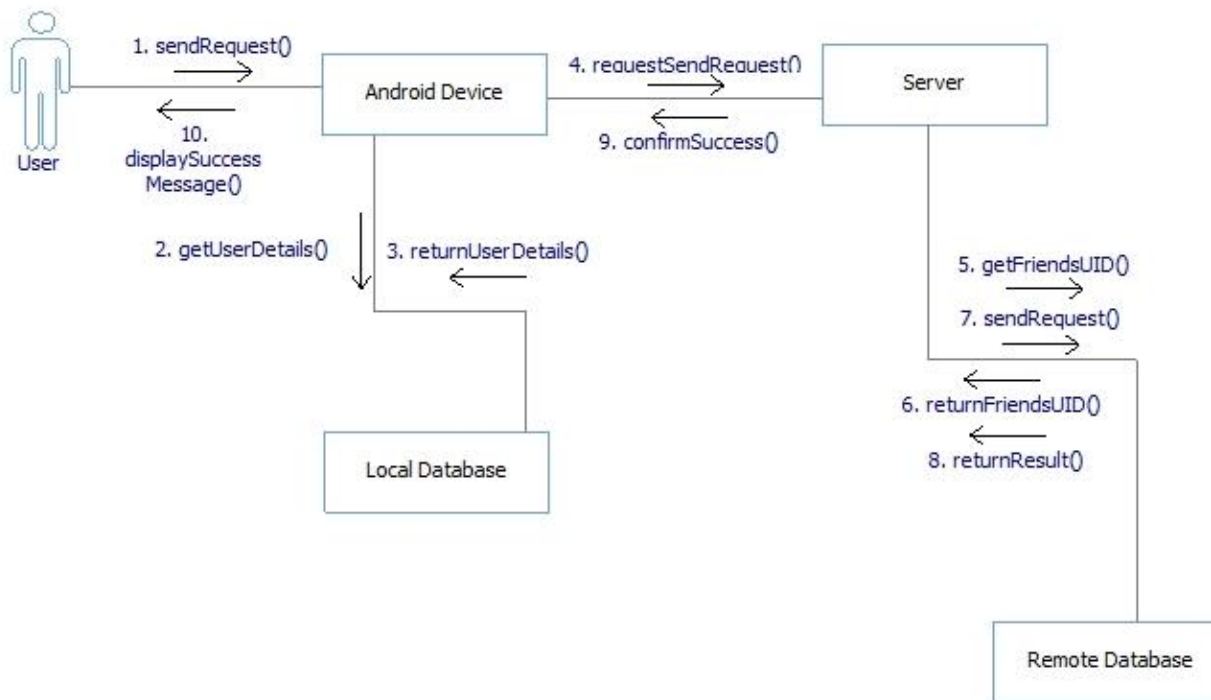 1. sendRequest()
4. requestSendRequest()
Android Device
Server
10.
displaySuccess
Message()
9. confirmSuccess()
User
2. getUserDetails()
3. returnUserDetails()
5. getFriendsUID()
7. sendRequest()
6. returnFriendsUID()
8. returnResult()
Local Database
Remote Database